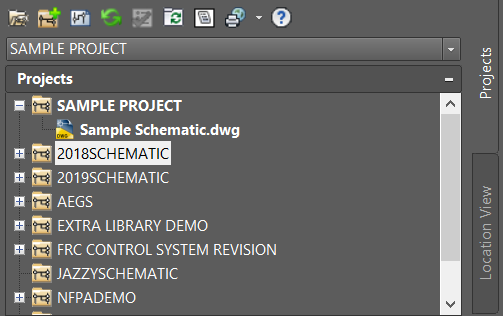 SAMPLE PROJECT
Projects
SAMPLE PROJECT
DWG
Sample Schematic.dwg
2018SCHEMATIC
2019SCHEMATIC
AEGS
EXTRA LIBRARY DEMO
FRC CONTROL SYSTEM REVISION
JAZZYSCHEMATIC
NFPADEMO
Projects
Location View